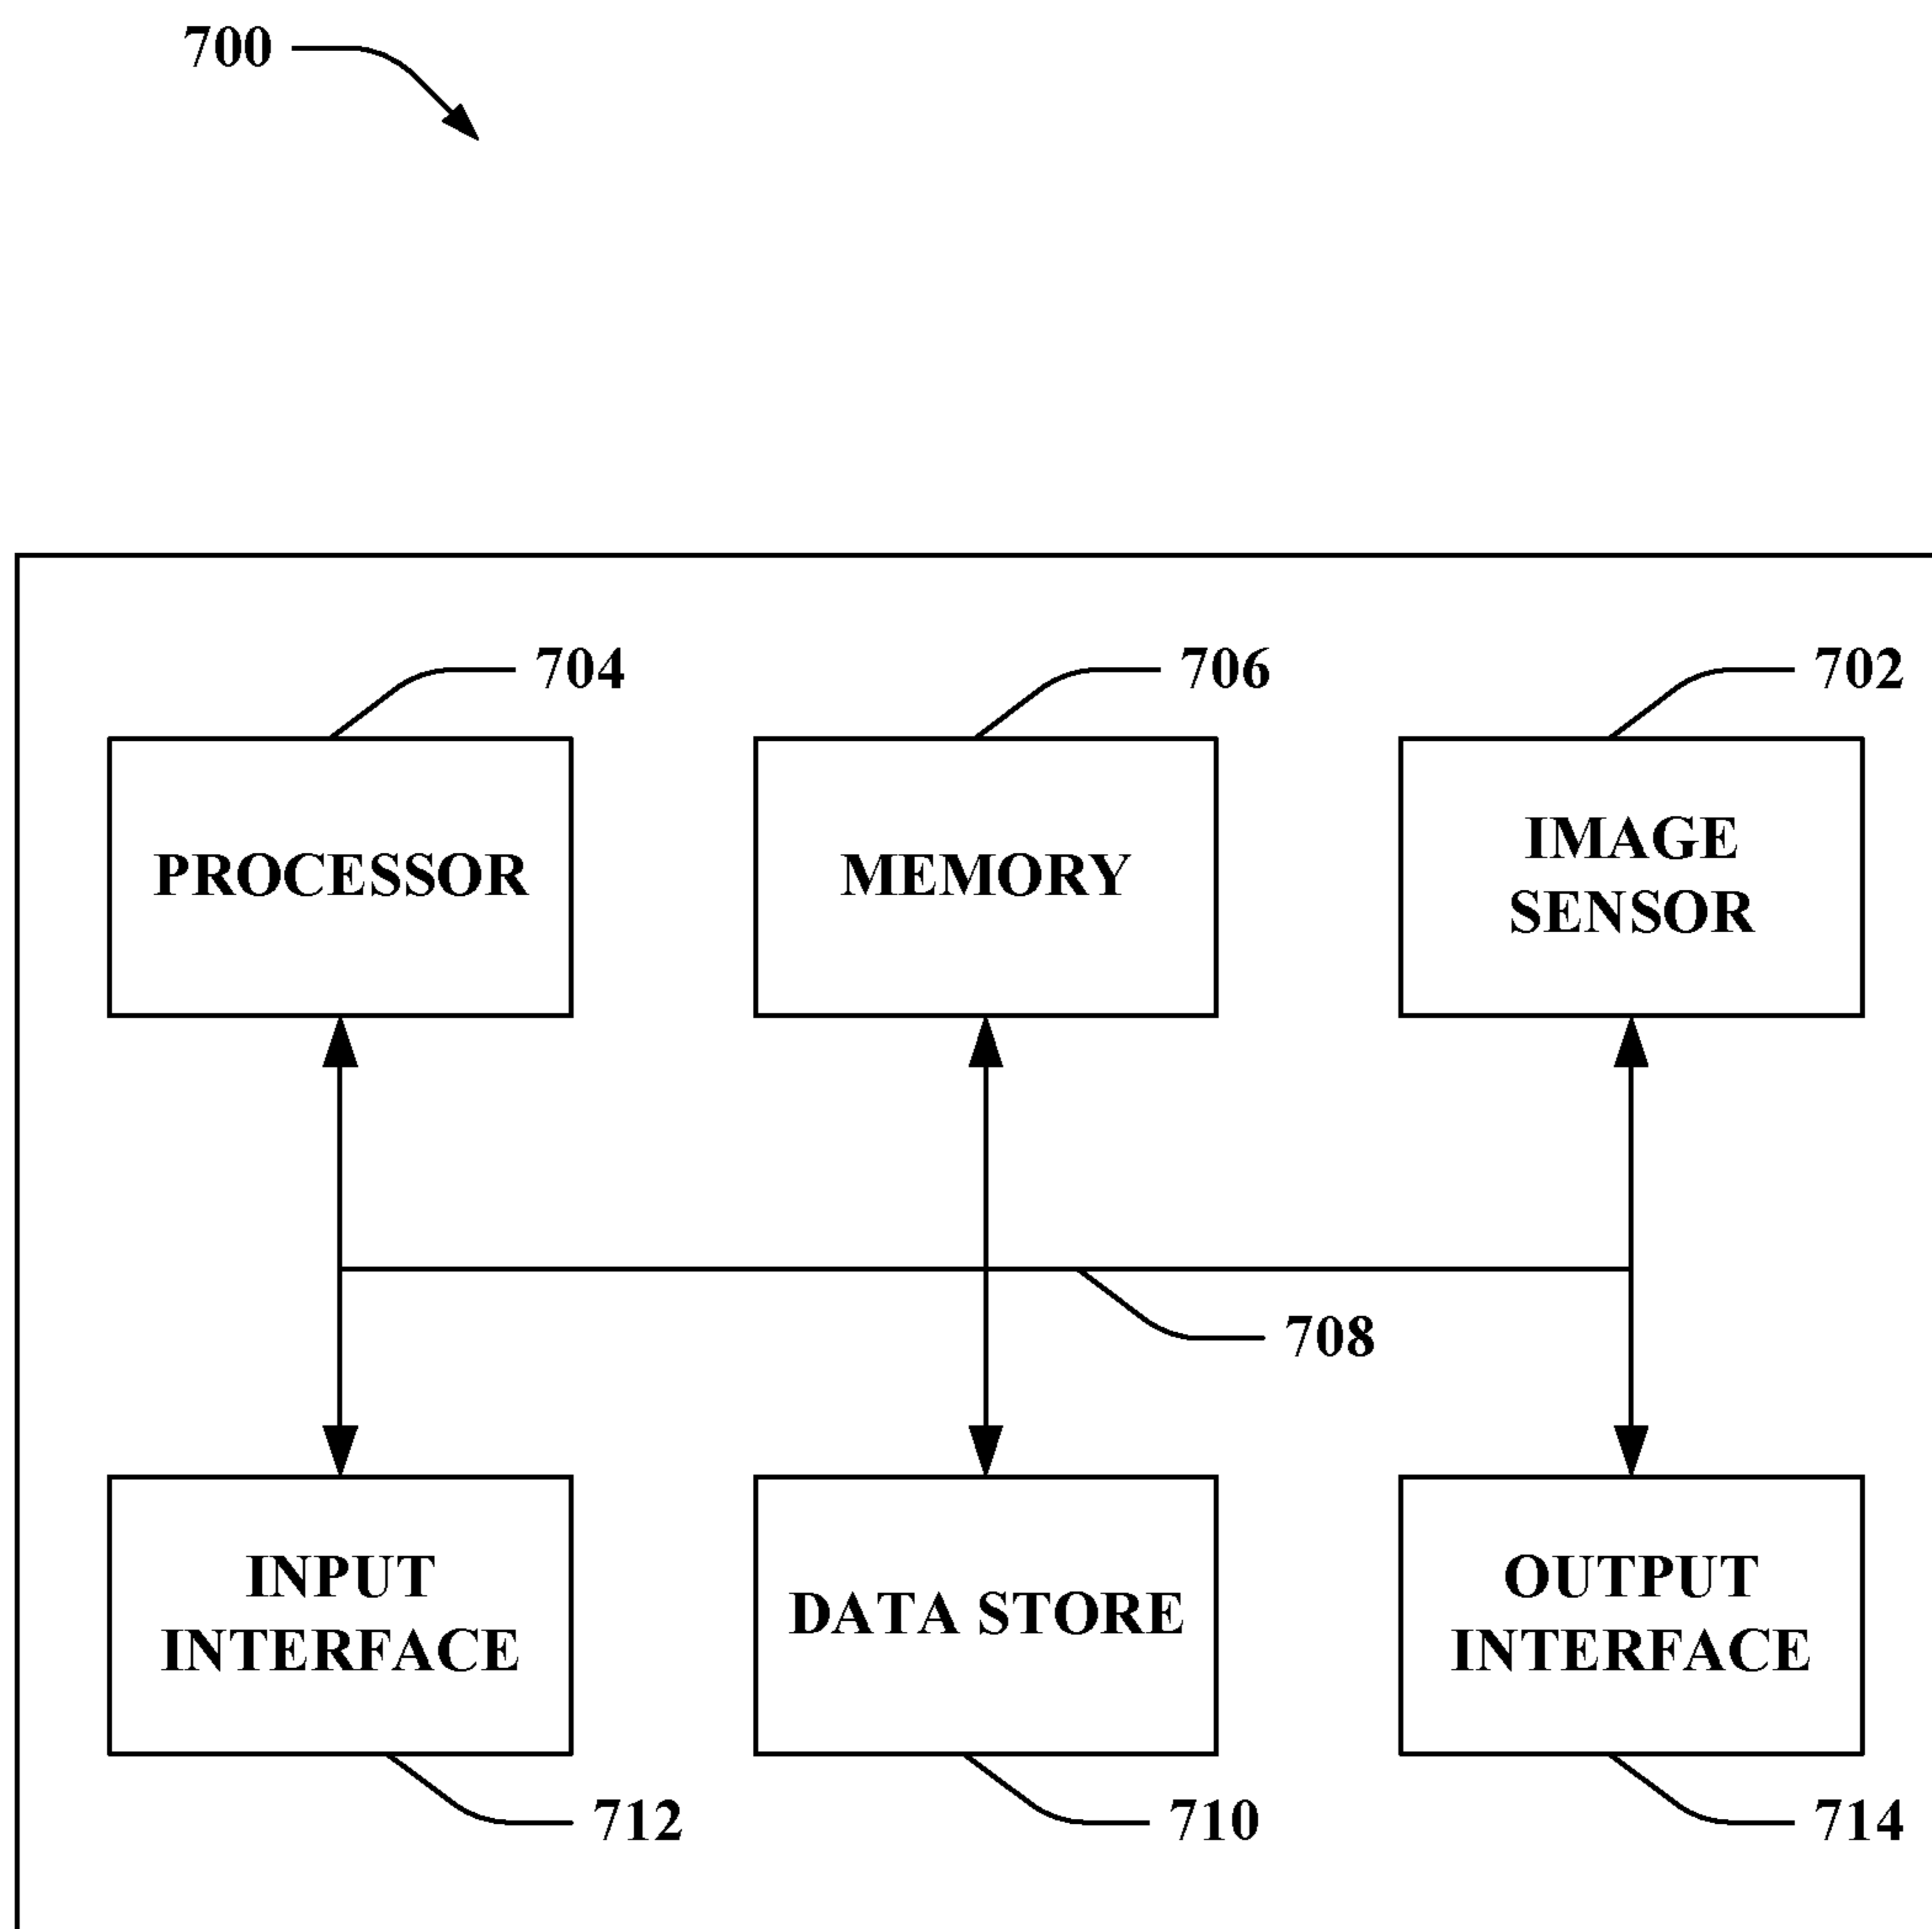 700
704
706
702
PROCESSOR
MEMORY
IMAGE
SENSOR
708
INPUT
INTERFACE
DATA STORE
OUTPUT
INTERFACE
712
710
714